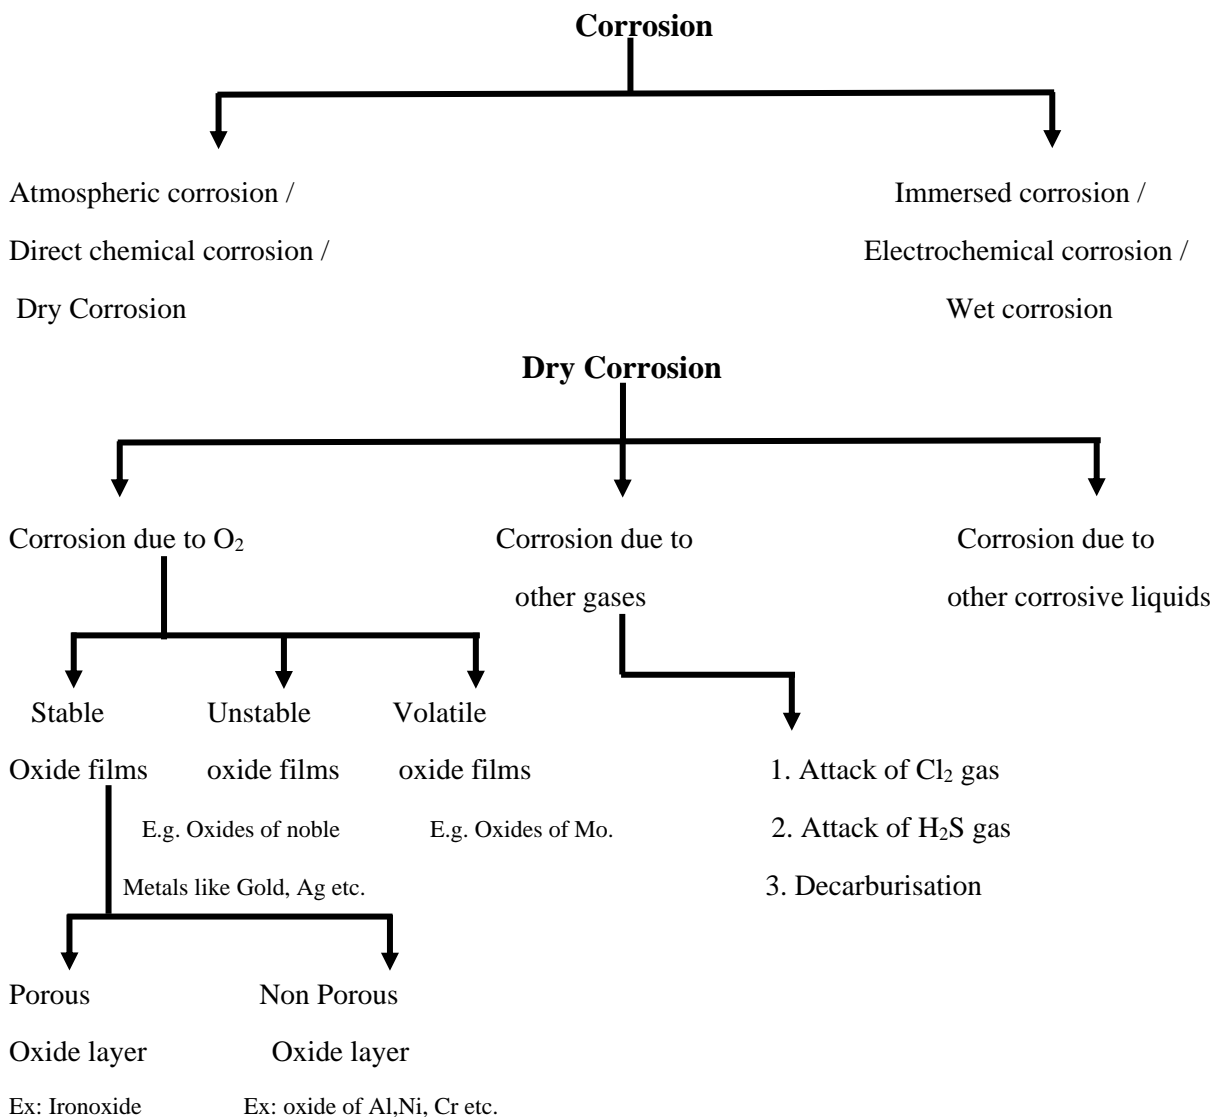 Corrosion
Atmospheric corrosion /
Direct chemical corrosion /
Dry Corrosion
Immersed corrosion /
Electrochemical corrosion /
Wet corrosion
Dry Corrosion
Corrosion due to O₂
Corrosion due to
other gases
Corrosion due to
other corrosive liquids
Stable
Oxide films
Unstable
oxide films
E.g. Oxides of noble
Metals like Gold, Ag etc.
Volatile
oxide films
E.g. Oxides of Mo.
1. Attack of Cl₂ gas
2. Attack of H₂S gas
3. Decarburisation
Porous
Oxide layer
Ex: Ironoxide
Non Porous
Oxide layer
Ex: oxide of Al,Ni, Cr etc.